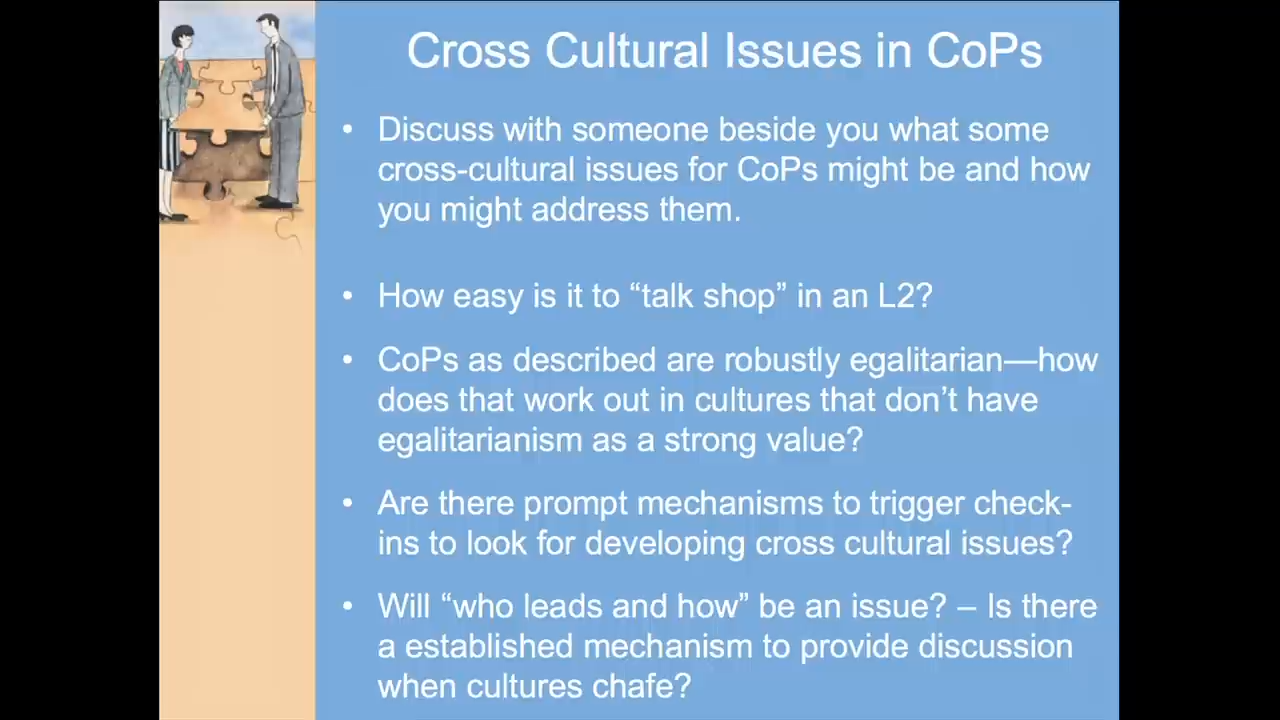 Cross Cultural Issues in CoPs
• Discuss with someone beside you what some
cross-cultural issues for CoPs might be and how
you might address them.
• How easy is it to “talk shop” in an L2?
• CoPs as described are robustly egalitarian—how
does that work out in cultures that don’t have
egalitarianism as a strong value?
• Are there prompt mechanisms to trigger check-
ins to look for developing cross cultural issues?
• Will “who leads and how” be an issue? – Is there
a established mechanism to provide discussion
when cultures chafe?